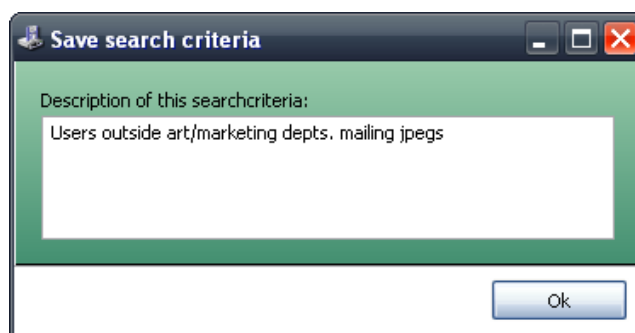 Save search criteria
Description of this searchcriteria:
Users outside art/marketing depts. mailing jpegs
Ok